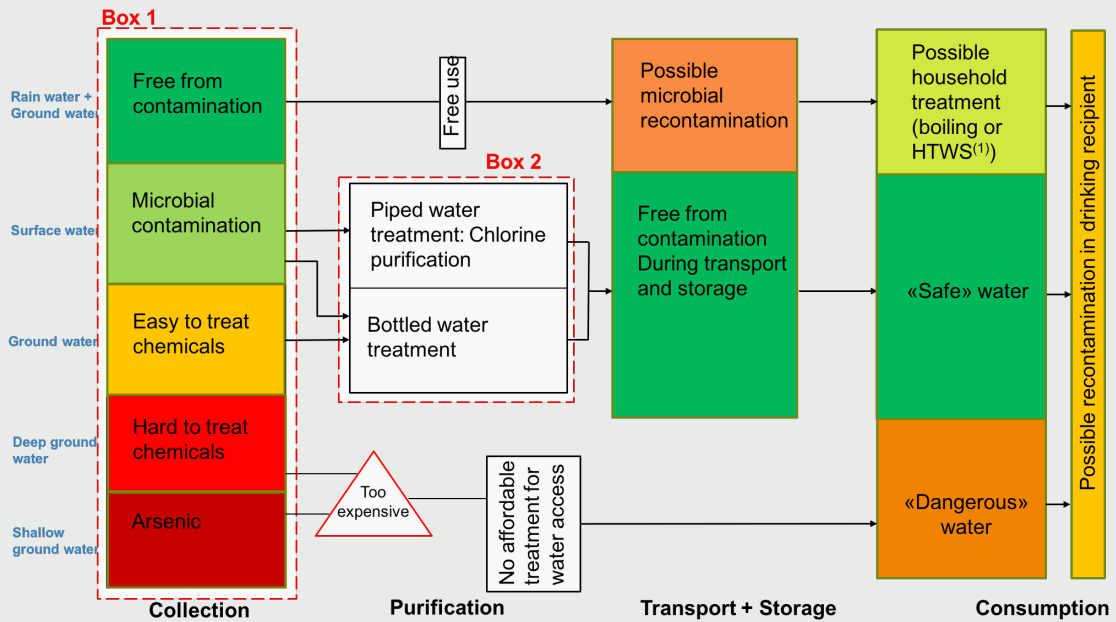 Box 1
Rain water +
Ground water
Surface water
Ground water
Deep ground
water
Shallow
ground water
Free from
contamination
Microbial
contamination
Easy to treat
chemicals
Hard to treat
chemicals
Arsenic
Collection
Free use
Box 2
Piped water
treatment: Chlorine
purification
Bottled water
treatment
Too
expensive
No affordable
treatment for
water access
Purification
Possible
microbial
recontamination
Free from
contamination
During transport
and storage
Transport + Storage
Possible
household
treatment
(boiling or
HTWS(1))
«Safe» water
«Dangerous»
water
Possible recontamination in drinking recipient
Consumption